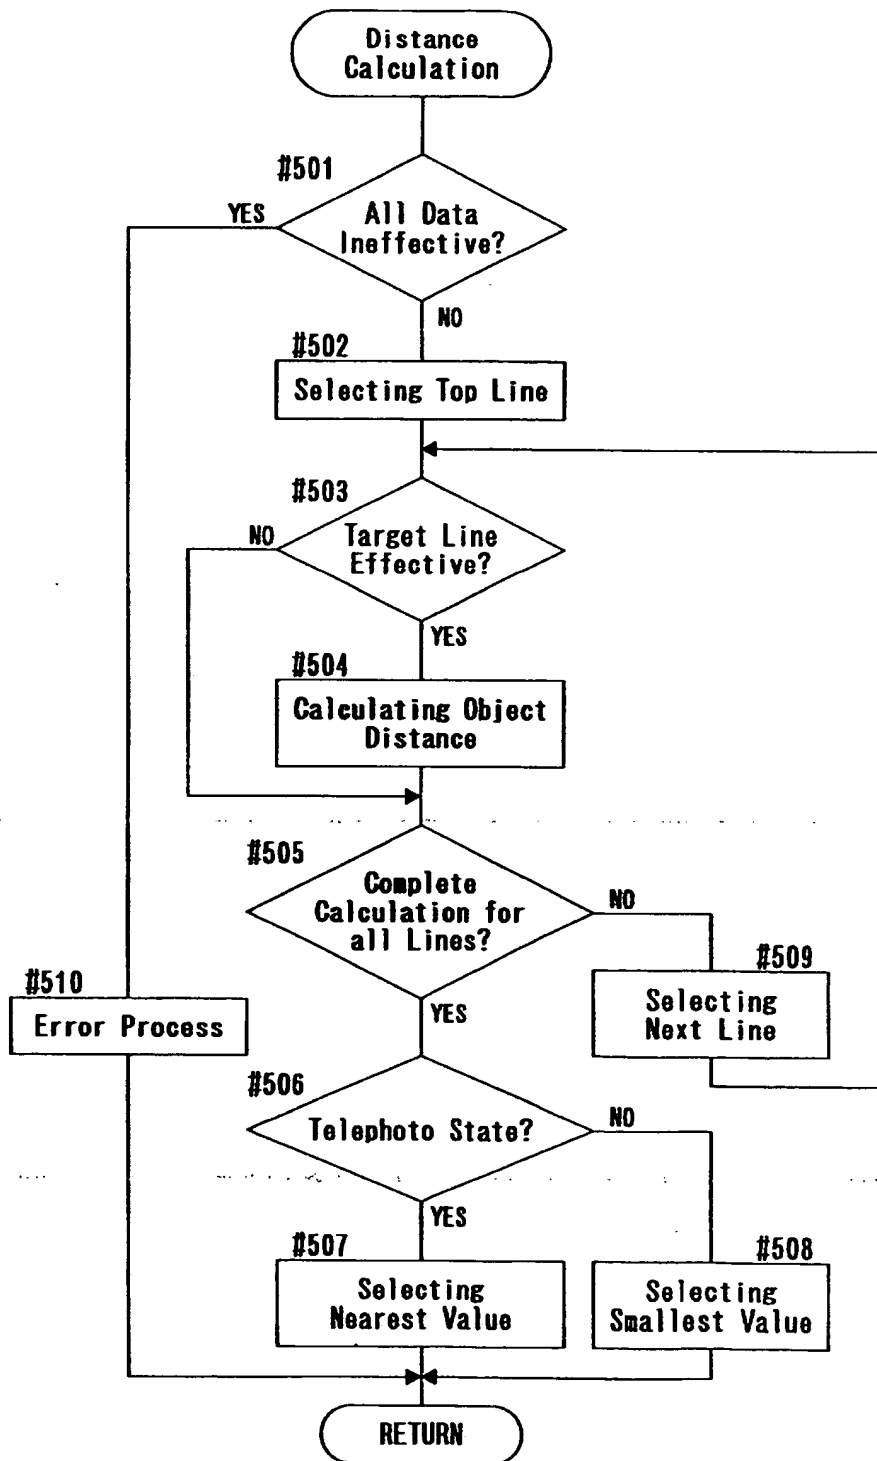 Distance
Calculation
#501
YES
All Data
Ineffective?
NO
#502
Selecting Top Line
#503
NO
Target Line
Effective?
YES
#504
Calculating Object
Distance
#505
Complete
Calculation for
all Lines?
NO
#509
Selecting
Next Line
YES
#510
Error Process
#506
Telephoto State?
NO
YES
#507
Selecting
Nearest Value
#508
Selecting
Smallest Value
RETURN